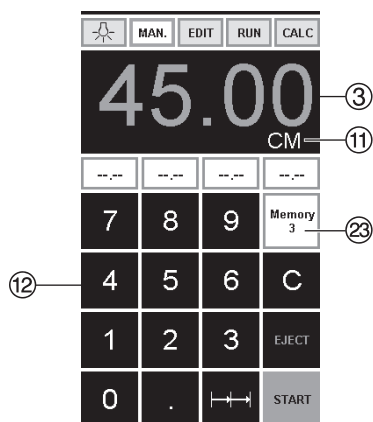 MAN. EDIT RUN CALC
45.00 ③
CM ⑪
--.-- --.-- --.-- --.--
7 8 9 Memory
3 ㉓
⑫ 4 5 6 C
1 2 3 EJECT
0 . START